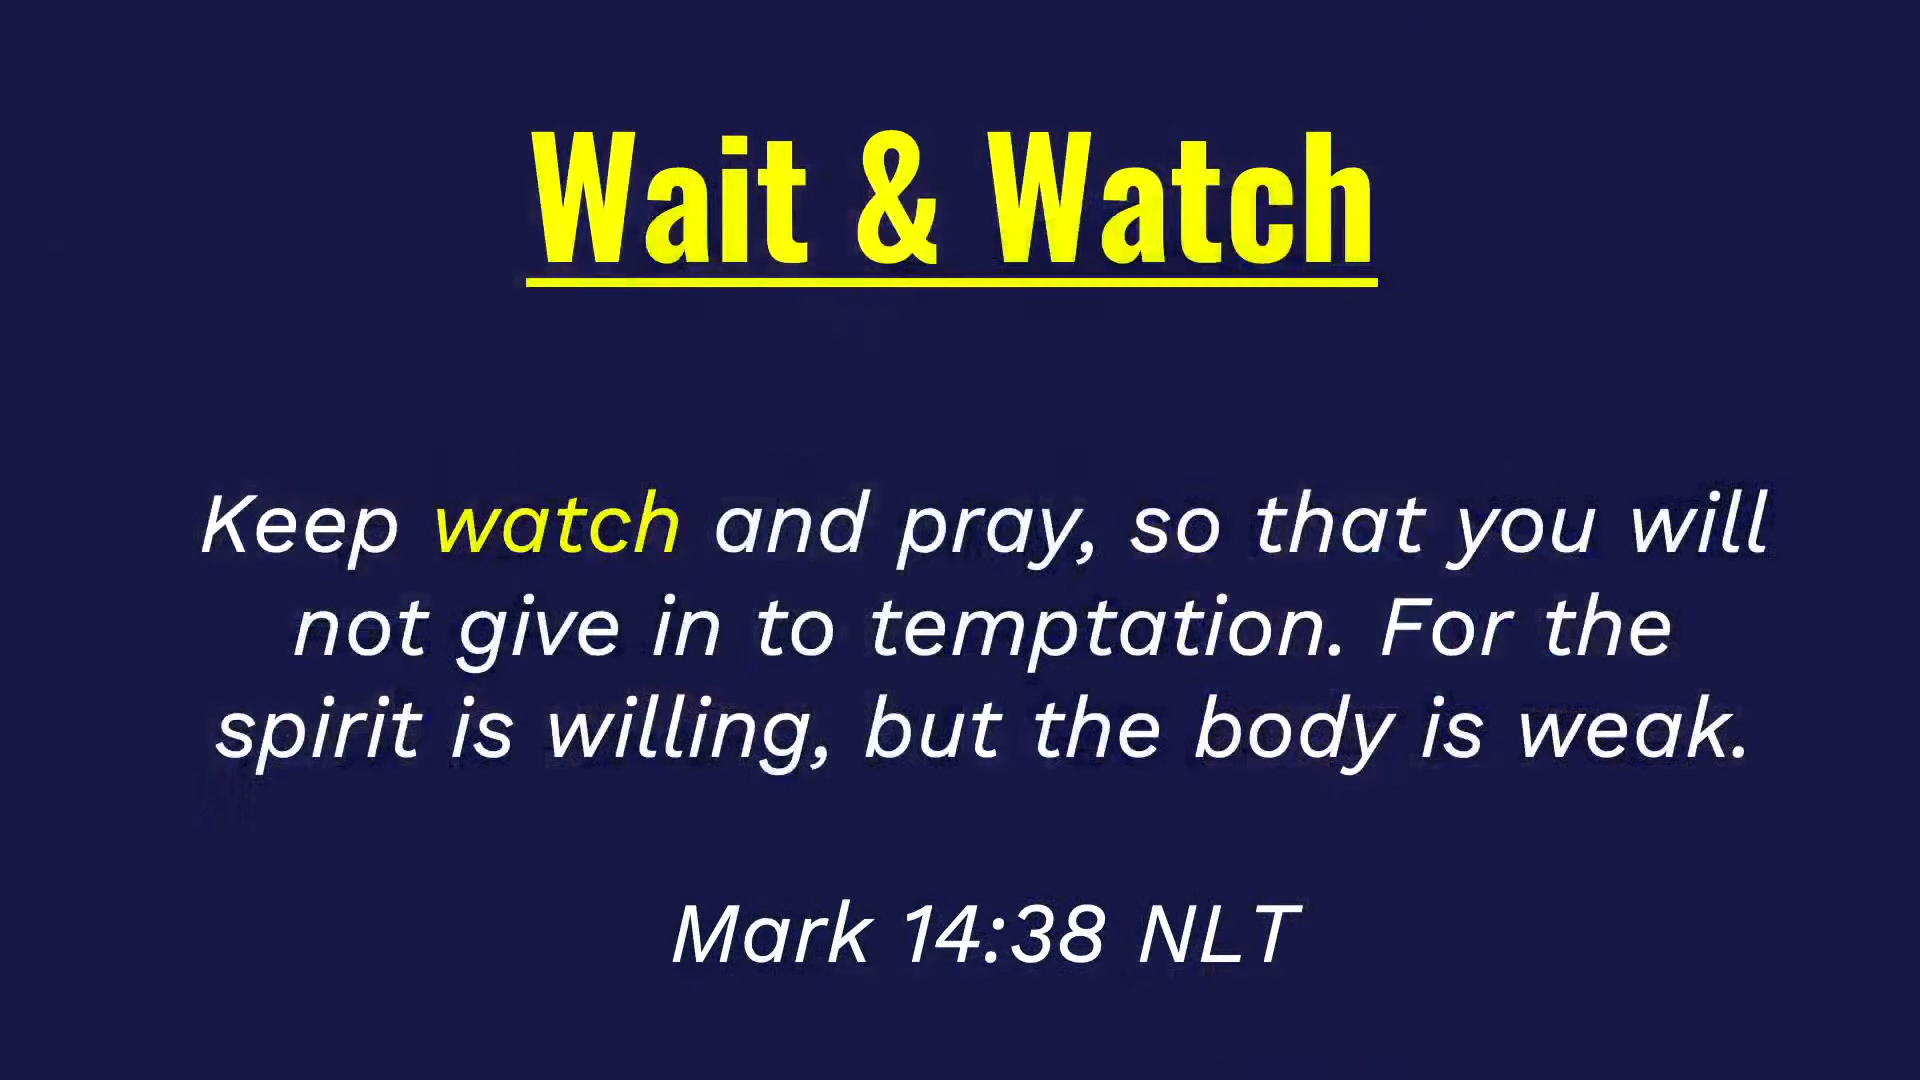 Wait & Watch
Keep watch and pray, so that you will
not give in to temptation. For the
spirit is willing, but the body is weak.
Mark 14:38 NLT